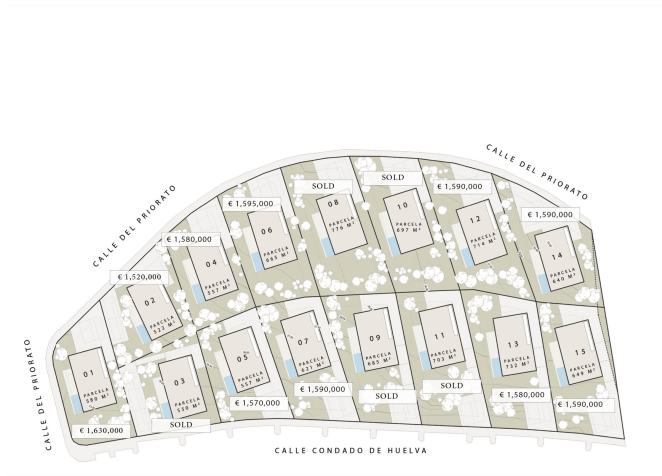 CALLE DEL PRIORATO
CALLE DEL PRIORATO
CALLE DEL PRIORATO
SOLD
SOLD
€ 1,590,000
€ 1,595,000
€ 1,590,000
€ 1,580,000
€ 1,520,000
08
PARCELA
776 M²
10
PARCELA
697 M²
12
PARCELA
714 M²
06
PARCELA
665 M²
14
PARCELA
640 M²
04
PARCELA
557 M²
02
PARCELA
522 M²
01
PARCELA
590 M²
03
PARCELA
550 M²
05
PARCELA
557 M²
07
PARCELA
621 M²
09
PARCELA
685 M²
11
PARCELA
703 M²
13
PARCELA
732 M²
15
PARCELA
649 M²
€ 1,630,000
SOLD
€ 1,570,000
€ 1,590,000
SOLD
SOLD
€ 1,580,000
€ 1,590,000
CALLE CONDADO DE HUELVA